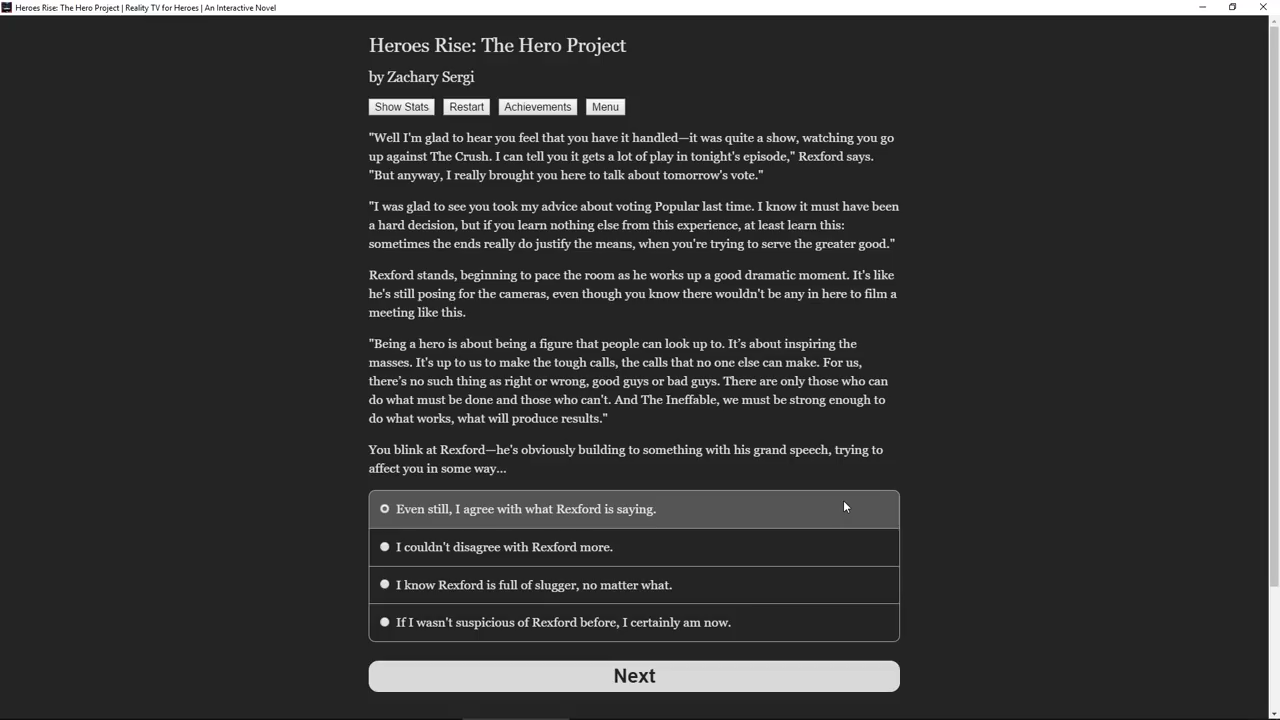 Heroes Rise: The Hero Project | Reality TV for Heroes | An Interactive Novel
Heroes Rise: The Hero Project
by Zachary Sergi
Show Stats Restart Achievements Menu
"Well I'm glad to hear you feel that you have it handled—it was quite a show, watching you go
up against The Crush. I can tell you it gets a lot of play in tonight's episode," Rexford says.
"But anyway, I really brought you here to talk about tomorrow's vote."
"I was glad to see you took my advice about voting Popular last time. I know it must have been
a hard decision, but if you learn nothing else from this experience, at least learn this:
sometimes the ends really do justify the means, when you're trying to serve the greater good."
Rexford stands, beginning to pace the room as he works up a good dramatic moment. It's like
he's still posing for the cameras, even though you know there wouldn't be any in here to film a
meeting like this.
"Being a hero is about being a figure that people can look up to. It’s about inspiring the
masses. It's up to us to make the tough calls, the calls that no one else can make. For us,
there’s no such thing as right or wrong, good guys or bad guys. There are only those who can
do what must be done and those who can't. And The Ineffable, we must be strong enough to
do what works, what will produce results."
You blink at Rexford—he's obviously building to something with his grand speech, trying to
affect you in some way...
Even still, I agree with what Rexford is saying.
I couldn't disagree with Rexford more.
I know Rexford is full of slugger, no matter what.
If I wasn't suspicious of Rexford before, I certainly am now.
Next